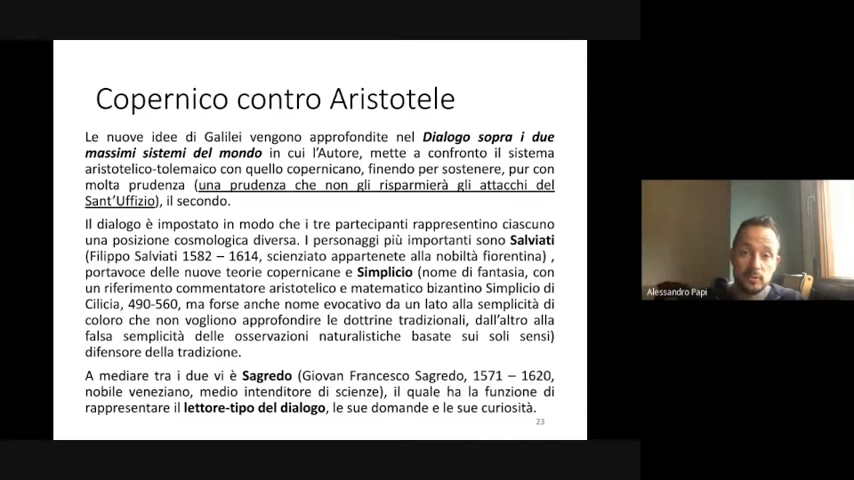 Copernico contro Aristotele
Le nuove idee di Galilei vengono approfondite nel Dialogo sopra i due
massimi sistemi del mondo in cui l'Autore, mette a confronto il sistema
aristotelico-tolemaico con quello copernicano, finendo per sostenere, pur con
molta prudenza (una prudenza che non gli risparmierà gli attacchi del
Sant'Uffizio), il secondo.
Il dialogo è impostato in modo che i tre partecipanti rappresentino ciascuno
una posizione cosmologica diversa. I personaggi più importanti sono Salviati
(Filippo Salviati 1582 – 1614, scienziato appartenete alla nobiltà fiorentina) ,
portavoce delle nuove teorie copernicane e Simplicio (nome di fantasia, con
un riferimento commentatore aristotelico e matematico bizantino Simplicio di
Cilicia, 490-560, ma forse anche nome evocativo da un lato alla semplicità di
coloro che non vogliono approfondire le dottrine tradizionali, dall'altro alla
falsa semplicità delle osservazioni naturalistiche basate sui soli sensi)
difensore della tradizione.
A mediare tra i due vi è Sagredo (Giovan Francesco Sagredo, 1571 – 1620,
nobile veneziano, medio intenditore di scienze), il quale ha la funzione di
rappresentare il lettore-tipo del dialogo, le sue domande e le sue curiosità.
23
Alessandro Papi